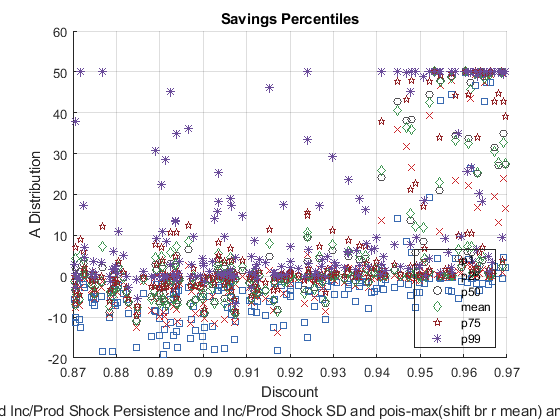 Savings Percentiles
60
50
40
30
20
10
0
-10
-20
A Distribution
p50
mean
p75
p99
0.87
0.88
0.89
0.9
0.91
0.92
0.93
0.94
0.95
0.96
0.97
Discount
d Inc/Prod Shock Persistence and Inc/Prod Shock SD and pois-max(shift br r mean) an